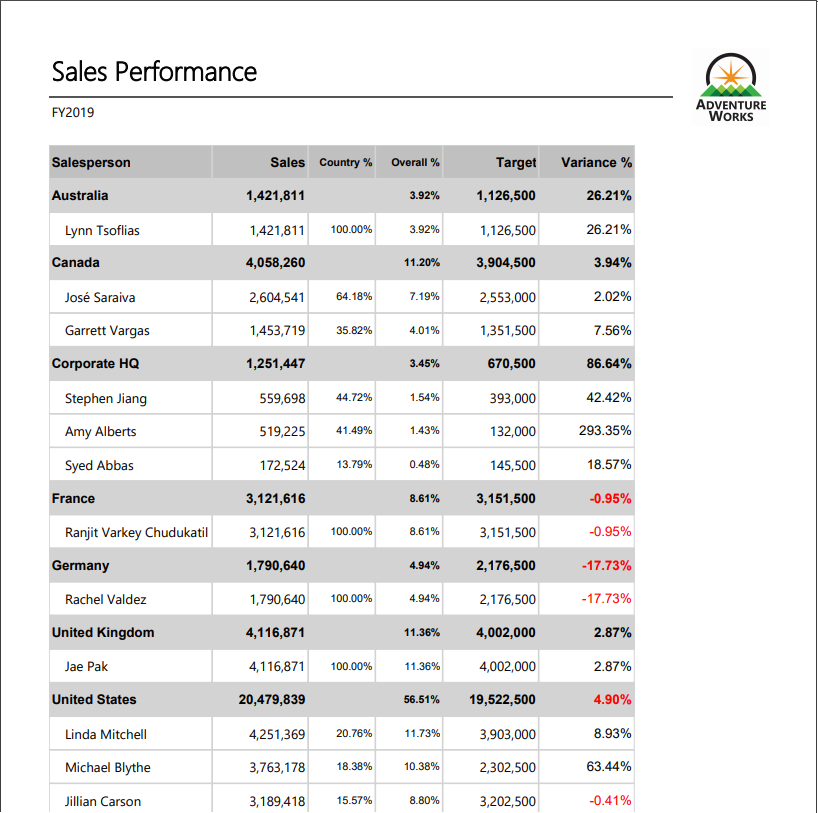 Sales Performance
ADVENTURE
WORKS
FY2019
Salesperson Sales Country % Overall % Target Variance %
Australia 1,421,811 3.92% 1,126,500 26.21%
Lynn Tsoflias 1,421,811 100.00% 3.92% 1,126,500 26.21%
Canada 4,058,260 11.20% 3,904,500 3.94%
José Saraiva 2,604,541 64.18% 7.19% 2,553,000 2.02%
Garrett Vargas 1,453,719 35.82% 4.01% 1,351,500 7.56%
Corporate HQ 1,251,447 3.45% 670,500 86.64%
Stephen Jiang 559,698 44.72% 1.54% 393,000 42.42%
Amy Alberts 519,225 41.49% 1.43% 132,000 293.35%
Syed Abbas 172,524 13.79% 0.48% 145,500 18.57%
France 3,121,616 8.61% 3,151,500 -0.95%
Ranjit Varkey Chudukatil 3,121,616 100.00% 8.61% 3,151,500 -0.95%
Germany 1,790,640 4.94% 2,176,500 -17.73%
Rachel Valdez 1,790,640 100.00% 4.94% 2,176,500 -17.73%
United Kingdom 4,116,871 11.36% 4,002,000 2.87%
Jae Pak 4,116,871 100.00% 11.36% 4,002,000 2.87%
United States 20,479,839 56.51% 19,522,500 4.90%
Linda Mitchell 4,251,369 20.76% 11.73% 3,903,000 8.93%
Michael Blythe 3,763,178 18.38% 10.38% 2,302,500 63.44%
Jillian Carson 3,189,418 15.57% 8.80% 3,202,500 -0.41%